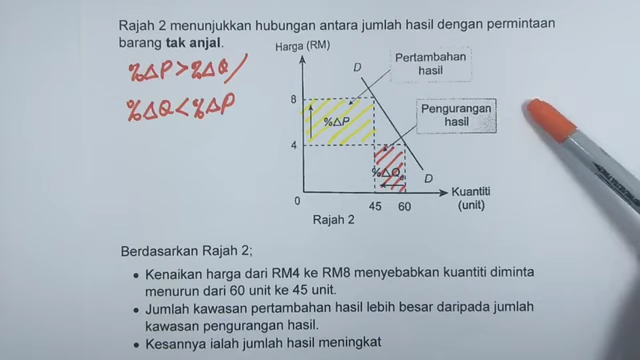 Rajah 2 menunjukkan hubungan antara jumlah hasil dengan permintaan
barang tak anjal.
%ΔP>%ΔQ/
%ΔQ<%ΔP
Harga (RM)
D
Pertambahan
hasil
8
%ΔP
Pengurangan
hasil
4
%ΔQd
D
Kuantiti
(unit)
0
45
60
Rajah 2
Berdasarkan Rajah 2;
• Kenaikan harga dari RM4 ke RM8 menyebabkan kuantiti diminta
menurun dari 60 unit ke 45 unit.
• Jumlah kawasan pertambahan hasil lebih besar daripada jumlah
kawasan pengurangan hasil.
• Kesannya ialah jumlah hasil meningkat